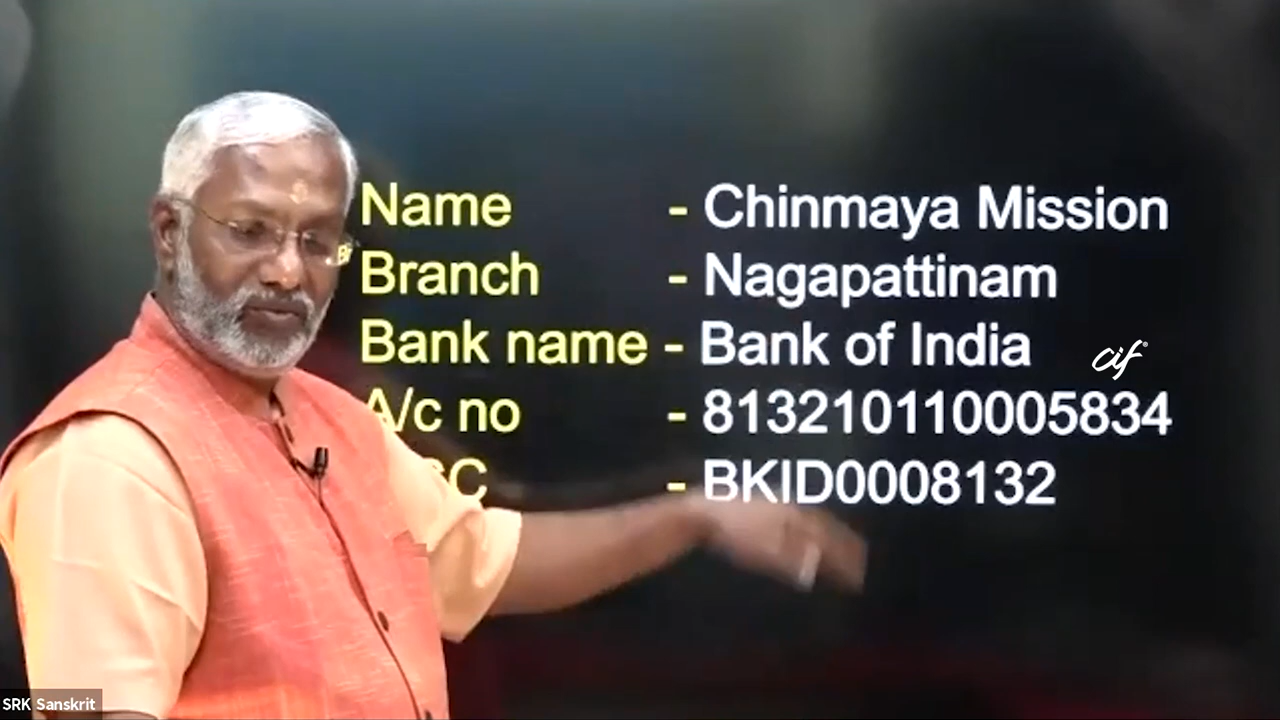 Name - Chinmaya Mission
Branch - Nagapattinam
Bank name - Bank of India
cif
A/c no - 813210110005834
- BKID0008132
SRK Sanskrit